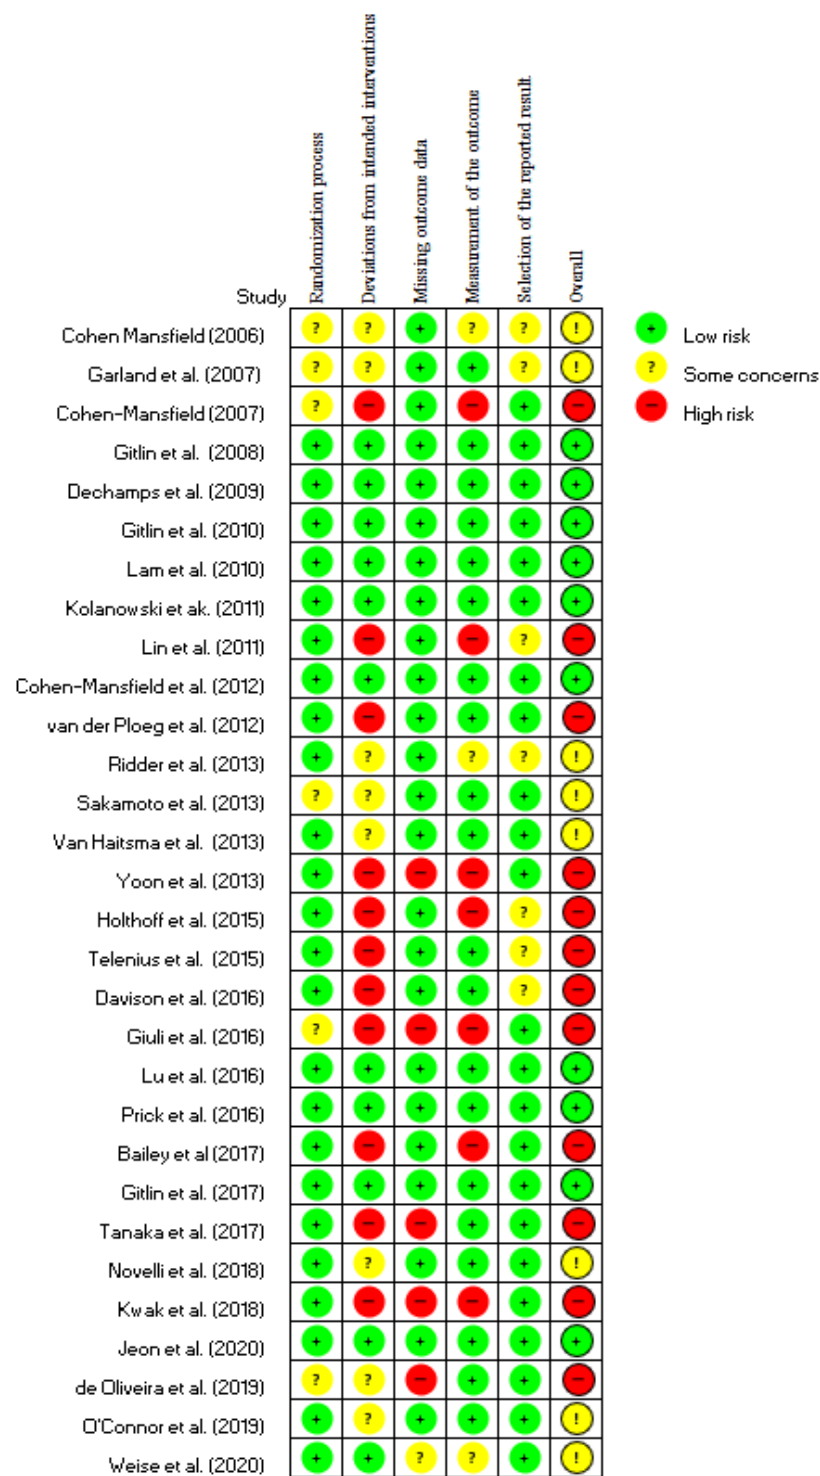 Randomization process
Deviations from intended interventions
Missing outcome data
Measurement of the outcome
Selection of the reported result
Overall
Study
Cohen Mansfield (2006) ? ? + ? ? !
Garland et al. (2007) ? ? + + ? !
Cohen-Mansfield (2007) ? − + − + −
Gitlin et al. (2008) + + + + + +
Dechamps et al. (2009) + + + + + +
Gitlin et al. (2010) + + + + + +
Lam et al. (2010) + + + + + +
Kolanowski et ak. (2011) + + + + + +
Lin et al. (2011) + − + − ? −
Cohen-Mansfield et al. (2012) + + + + + +
van der Ploeg et al. (2012) + − + + + −
Ridder et al. (2013) + ? + ? ? !
Sakamoto et al. (2013) ? ? + + + !
Van Haitsma et al. (2013) + ? + + + !
Yoon et al. (2013) + − − − + −
Holthoff et al. (2015) + − + − ? −
Telenius et al. (2015) + − + + ? −
Davison et al. (2016) + − + + ? −
Giuli et al. (2016) ? − − − + −
Lu et al. (2016) + + + + + +
Prick et al. (2016) + + + + + +
Bailey et al (2017) + − + − + −
Gitlin et al. (2017) + + + + + +
Tanaka et al. (2017) + − − + + −
Novelli et al. (2018) + ? + + + !
Kwak et al. (2018) + − − − + −
Jeon et al. (2020) + + + + + +
de Oliveira et al. (2019) ? ? − + + −
O'Connor et al. (2019) + ? + + + !
Weise et al. (2020) + + ? ? + !
+ Low risk
? Some concerns
− High risk